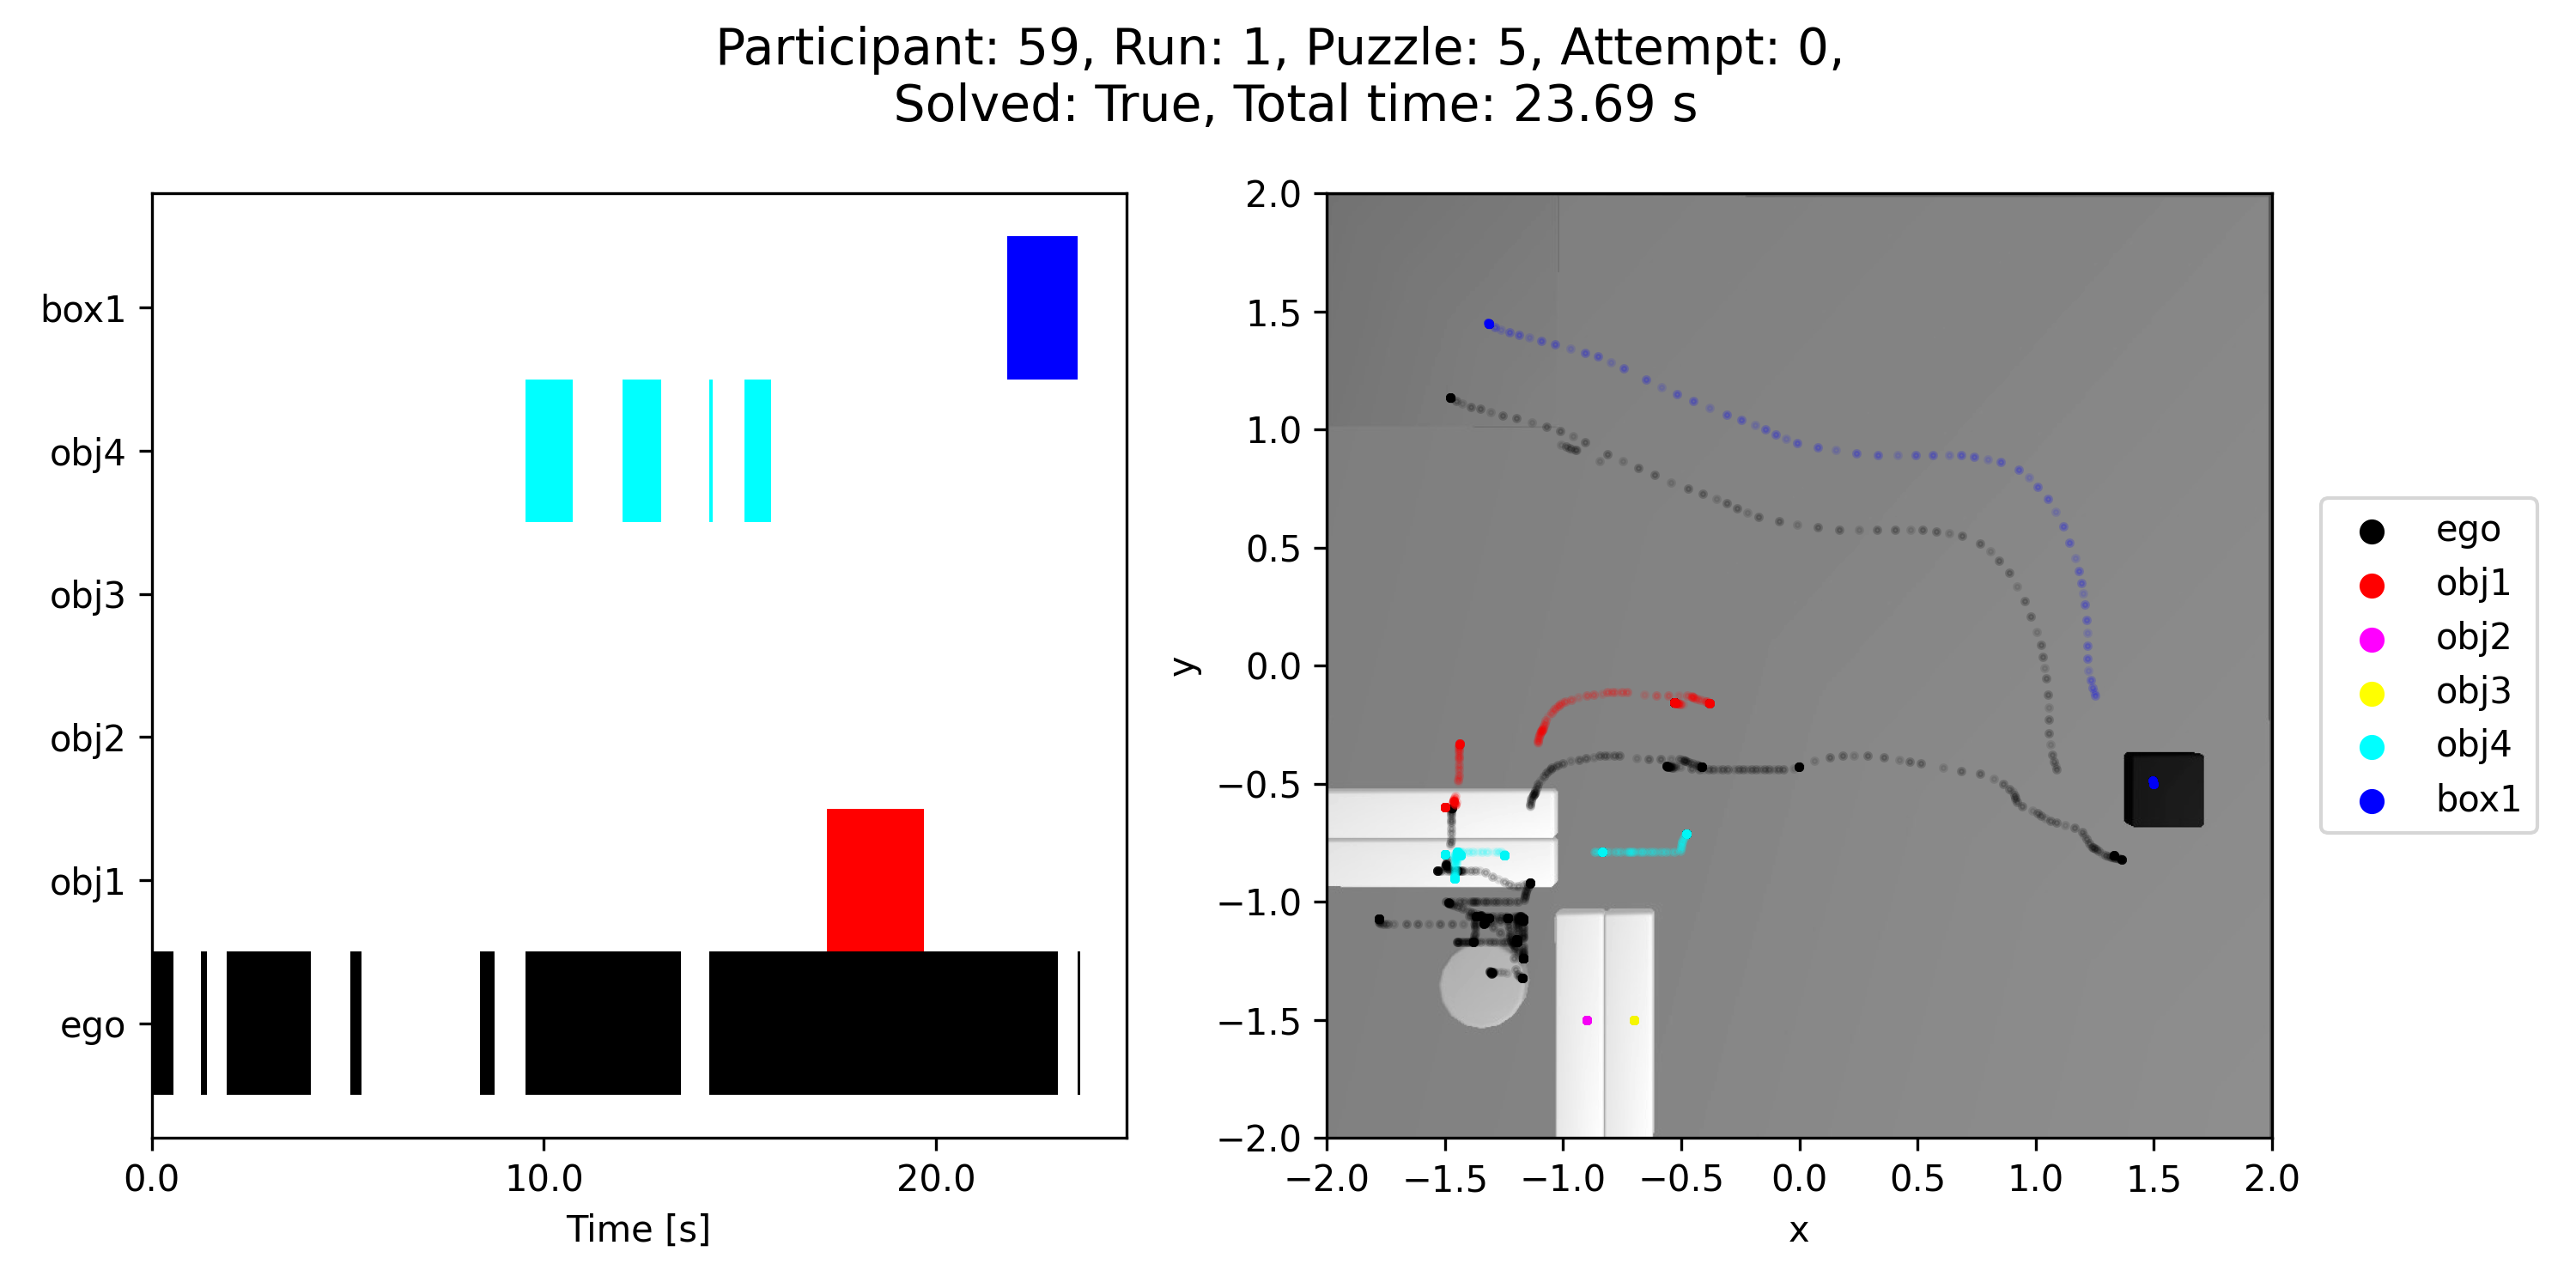 Participant: 59, Run: 1, Puzzle: 5, Attempt: 0,
Solved: True, Total time: 23.69 s
box1
obj4
obj3
obj2
obj1
ego
0.0 10.0 20.0
Time [s]
2.0
1.5
1.0
0.5
0.0
−0.5
−1.0
−1.5
−2.0
y
−2.0 −1.5 −1.0 −0.5 0.0 0.5 1.0 1.5 2.0
x
ego
obj1
obj2
obj3
obj4
box1